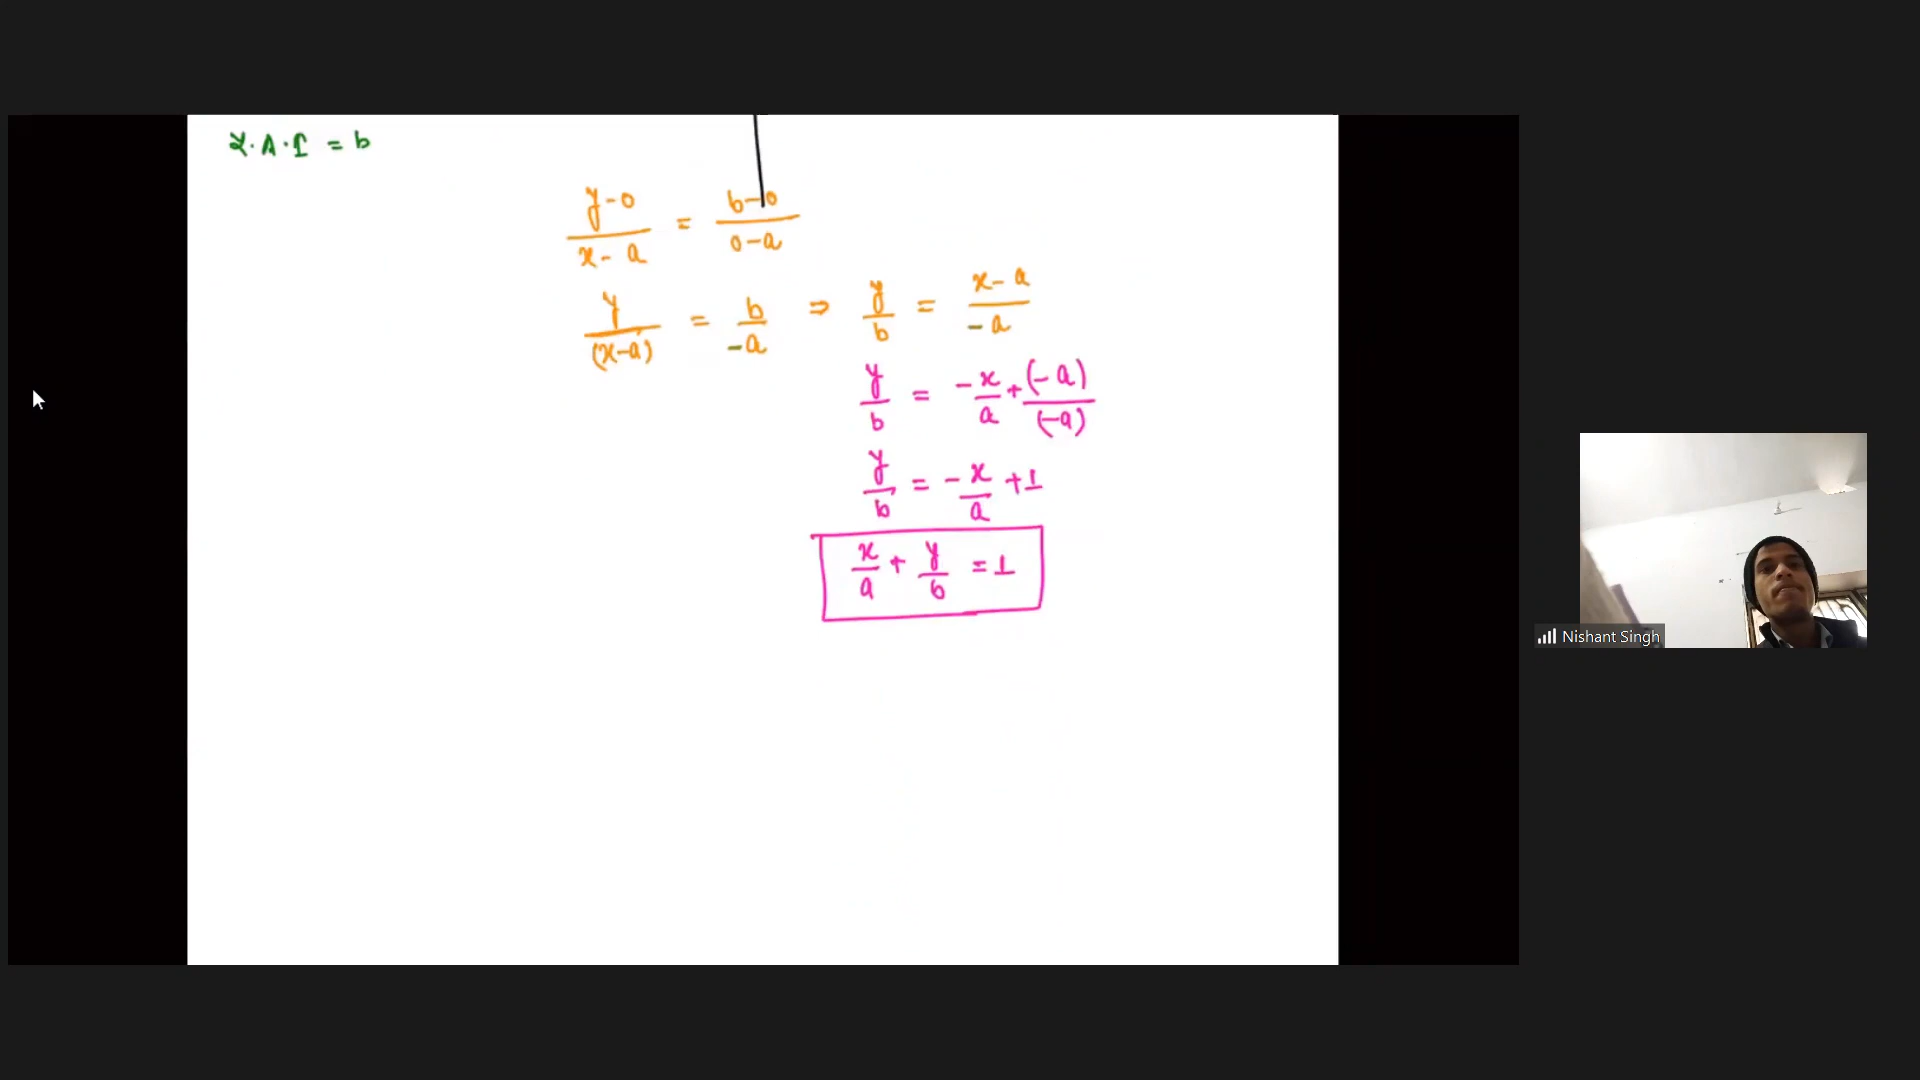 Y.A.I = b
y-0/x-a = b-0/0-a
y/(x-a) = b/-a ⇒ y/b = x-a/-a
y/b = -x/a + (-a)/(-a)
y/b = -x/a + 1
x/a + y/b = 1
Nishant Singh